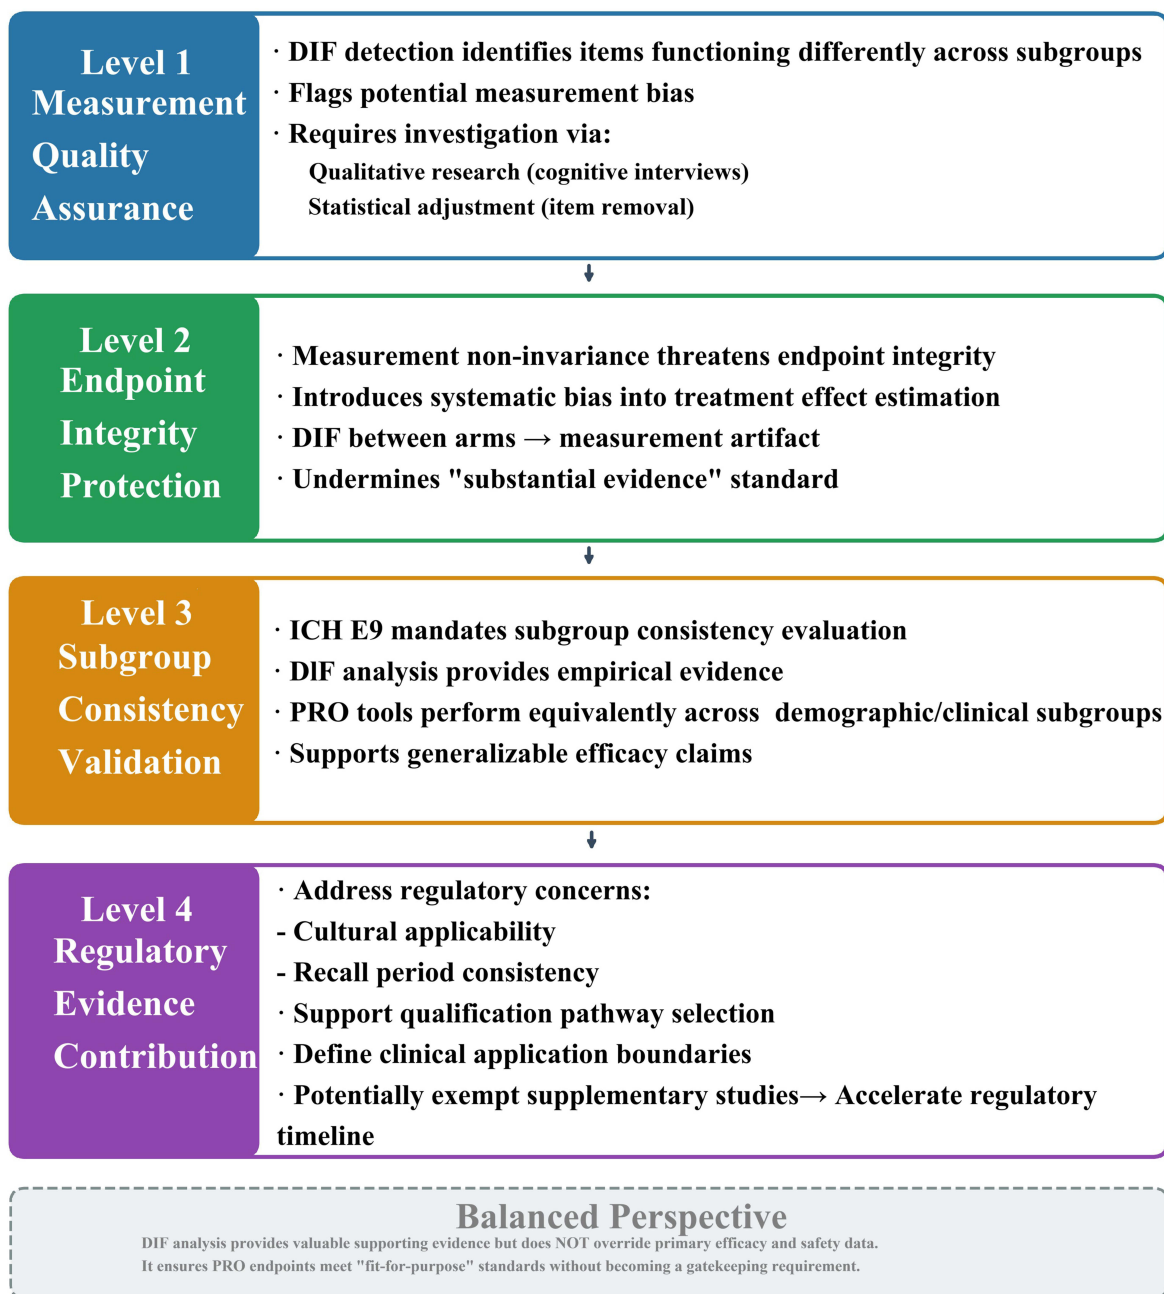 Level 1
Measurement
Quality
Assurance
· DIF detection identifies items functioning differently across subgroups
· Flags potential measurement bias
· Requires investigation via:
Qualitative research (cognitive interviews)
Statistical adjustment (item removal)
Level 2
Endpoint
Integrity
Protection
· Measurement non-invariance threatens endpoint integrity
· Introduces systematic bias into treatment effect estimation
· DIF between arms → measurement artifact
· Undermines "substantial evidence" standard
Level 3
Subgroup
Consistency
Validation
· ICH E9 mandates subgroup consistency evaluation
· DIF analysis provides empirical evidence
· PRO tools perform equivalently across demographic/clinical subgroups
· Supports generalizable efficacy claims
Level 4
Regulatory
Evidence
Contribution
· Address regulatory concerns:
- Cultural applicability
- Recall period consistency
· Support qualification pathway selection
· Define clinical application boundaries
· Potentially exempt supplementary studies→ Accelerate regulatory
timeline
Balanced Perspective
DIF analysis provides valuable supporting evidence but does NOT override primary efficacy and safety data.
It ensures PRO endpoints meet "fit-for-purpose" standards without becoming a gatekeeping requirement.